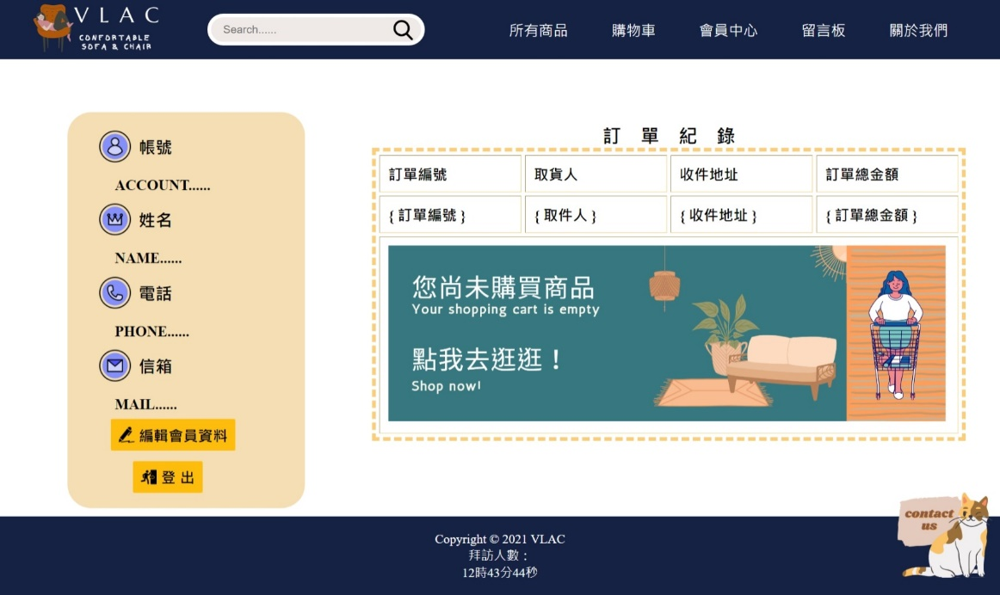 VLAC
CONFORTABLE
SOFA & CHAIR
Search......
所有商品
購物車
會員中心
留言板
關於我們
帳號
ACCOUNT......
姓名
NAME......
電話
PHONE......
信箱
MAIL......
編輯會員資料
登出
訂單紀錄
訂單編號 取貨人 收件地址 訂單總金額
{ 訂單編號 } { 取件人 } { 收件地址 } { 訂單總金額 }
您尚未購買商品
Your shopping cart is empty
點我去逛逛！
Shop now!
contact
us
Copyright © 2021 VLAC
拜訪人數：
12時43分44秒